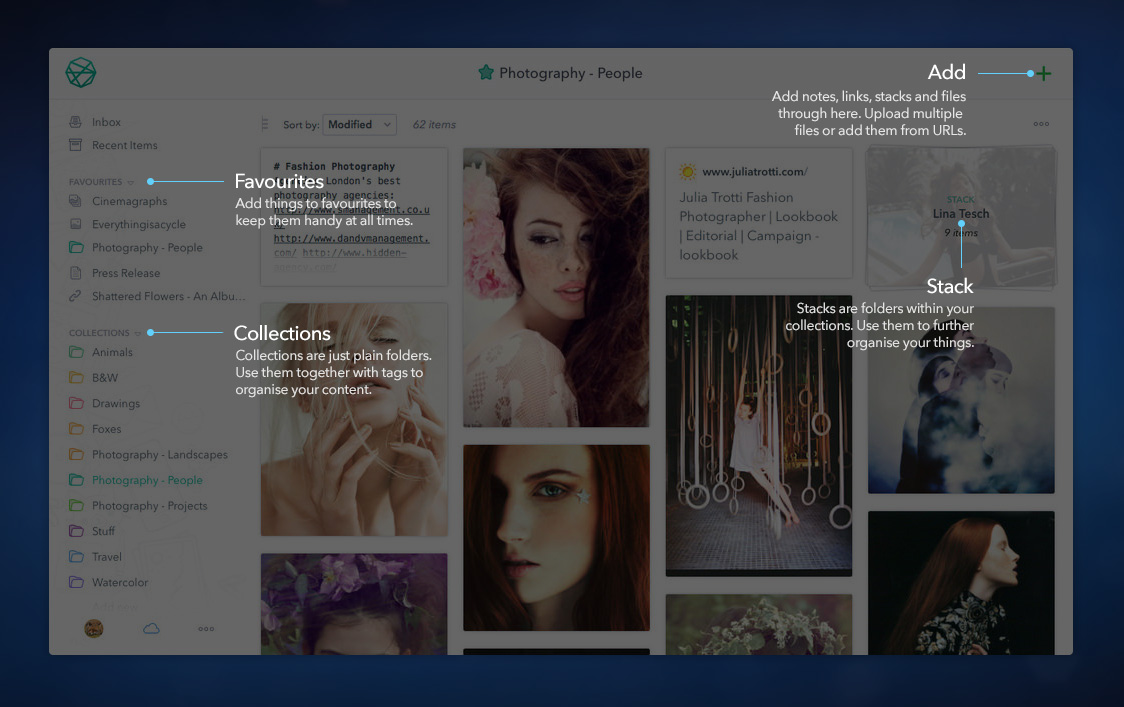 Photography - People
Add
Add notes, links, stacks and files
through here. Upload multiple
files or add them from URLs.
Inbox
Recent Items
Sort by:
Modified
62 items
FAVOURITES
Cinemagraphs
Everythingisacycle
Photography - People
Press Release
Shattered Flowers - An Albu...
Favourites
Add things to favourites to
keep them handy at all times.
# Fashion Photography
London's best
photography agencies:
http://www.smanagement.co.u
http://www.dandymanagement.
com/ http://www.hidden-
www.juliatrotti.com/
Julia Trotti Fashion
Photographer | Lookbook
| Editorial | Campaign -
lookbook
STACK
Lina Tesch
9 items
Stack
Stacks are folders within your
collections. Use them to further
organise your things.
COLLECTIONS
Animals
B&W
Drawings
Foxes
Photography - Landscapes
Photography - People
Photography - Projects
Stuff
Travel
Watercolor
Add new
Collections
Collections are just plain folders.
Use them together with tags to
organise your content.